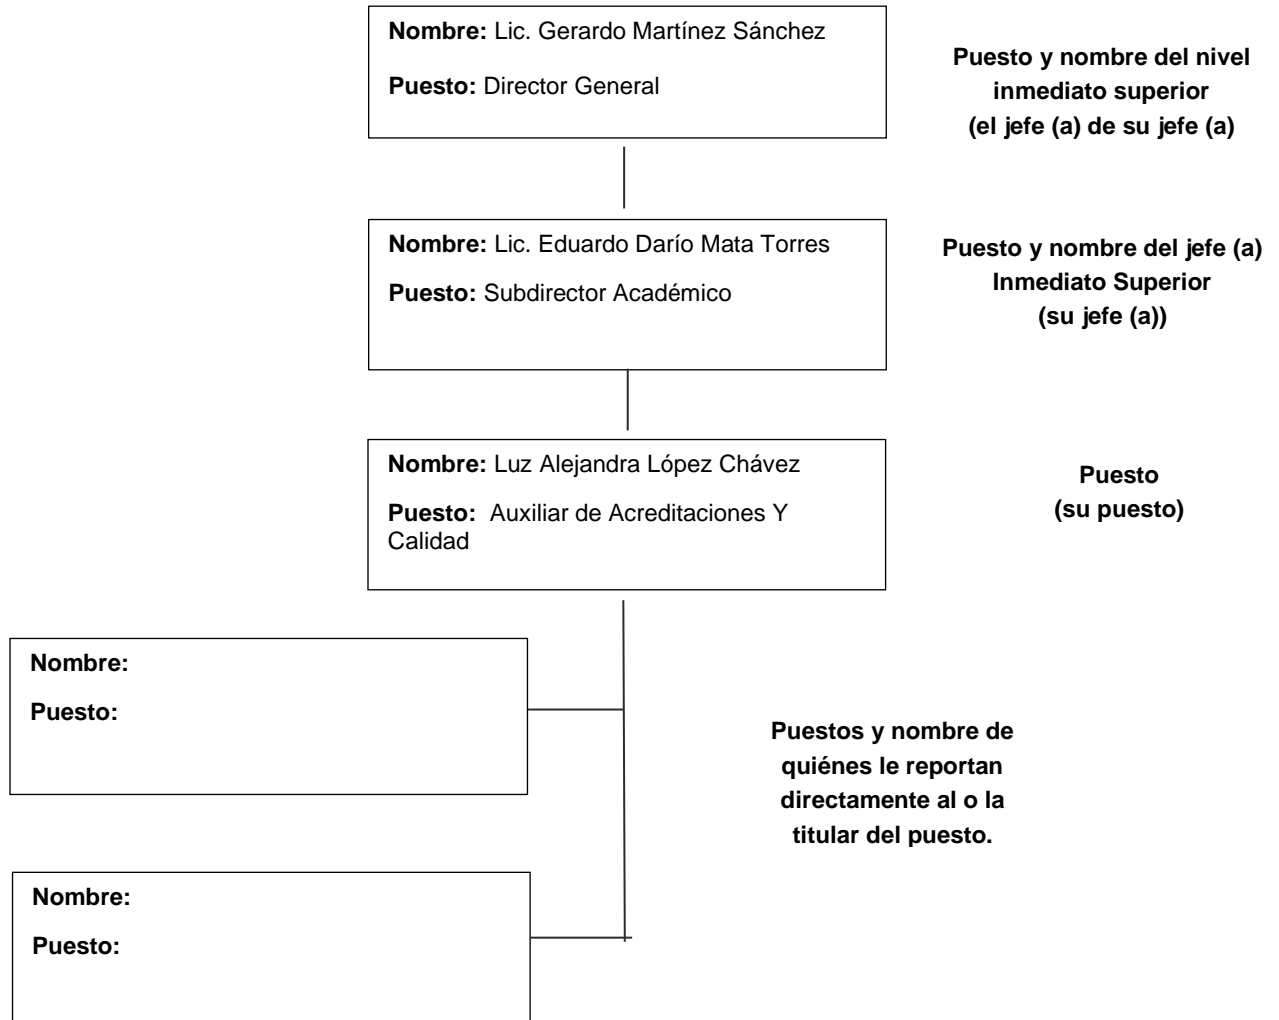 Nombre: Lic. Gerardo Martínez Sánchez
Puesto: Director General
Puesto y nombre del nivel
inmediato superior
(el jefe (a) de su jefe (a)
Nombre: Lic. Eduardo Darío Mata Torres
Puesto: Subdirector Académico
Puesto y nombre del jefe (a)
Inmediato Superior
(su jefe (a))
Nombre: Luz Alejandra López Chávez
Puesto: Auxiliar de Acreditaciones Y
Calidad
Puesto
(su puesto)
Nombre:
Puesto:
Puestos y nombre de
quiénes le reportan
directamente al o la
titular del puesto.
Nombre:
Puesto: